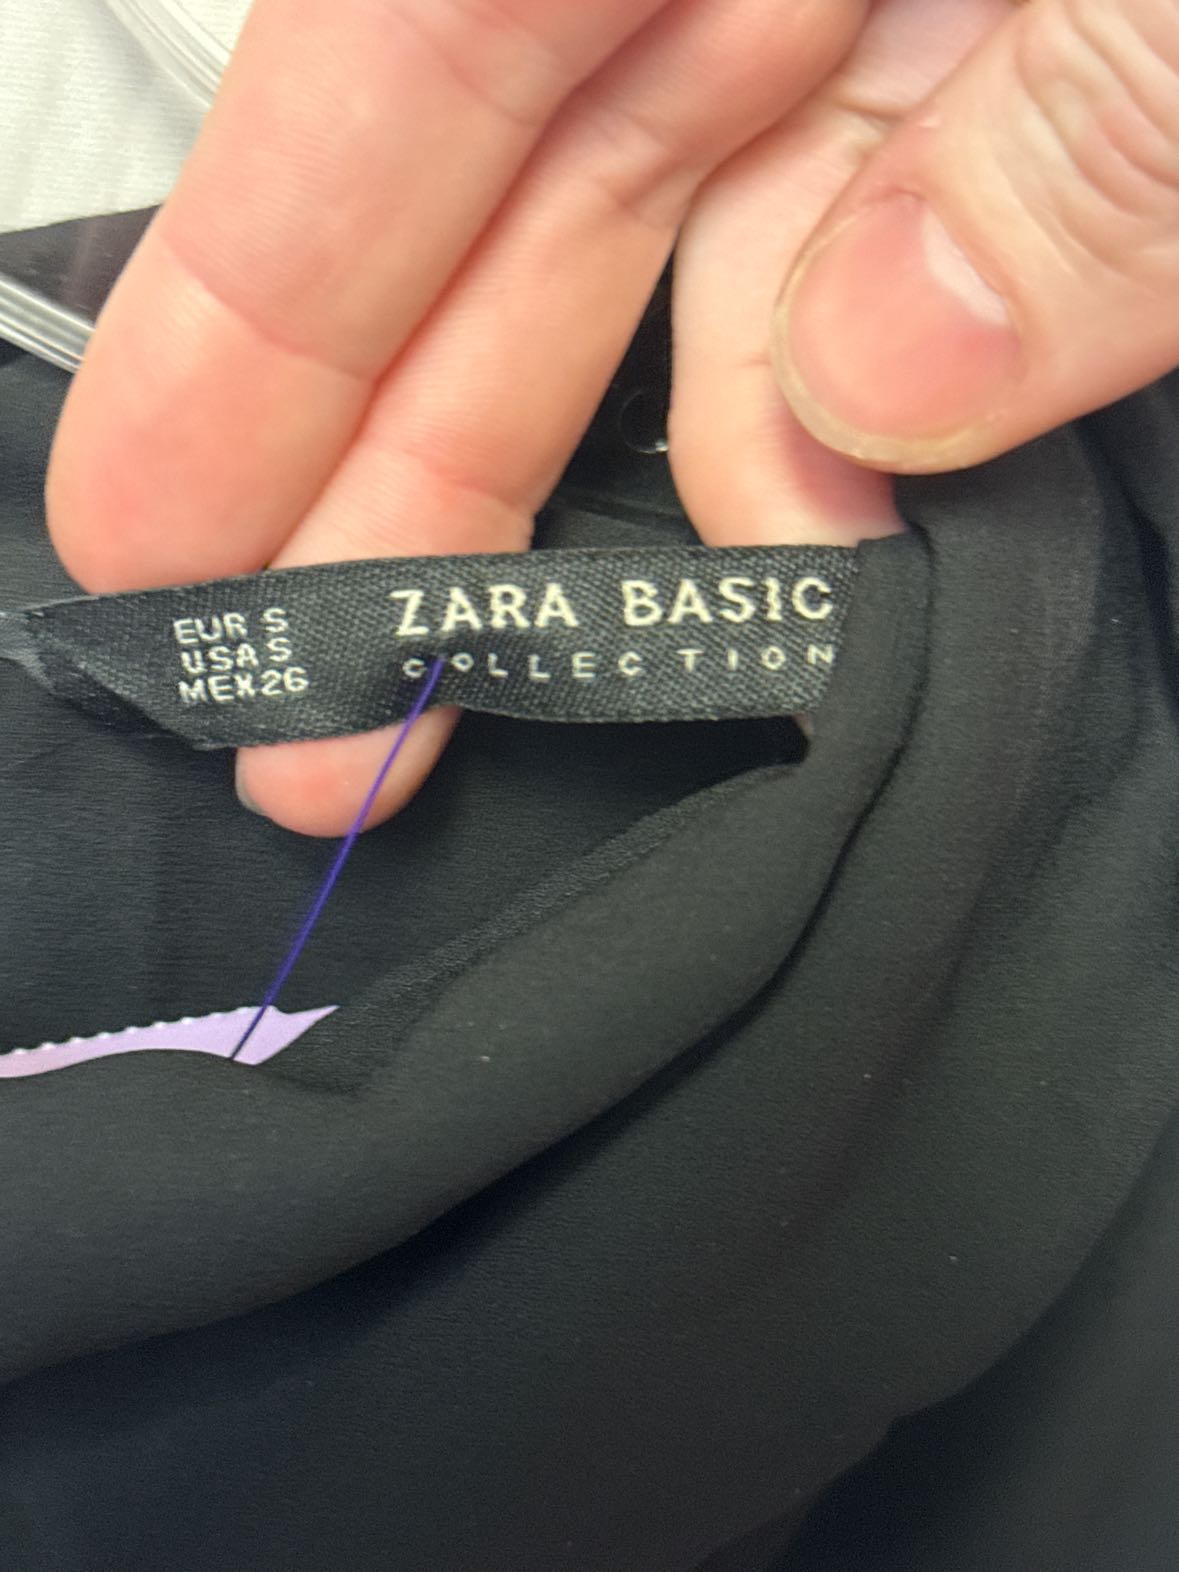 EUR S
USA S
MEX 26
ZARA BASIC
COLLECTION